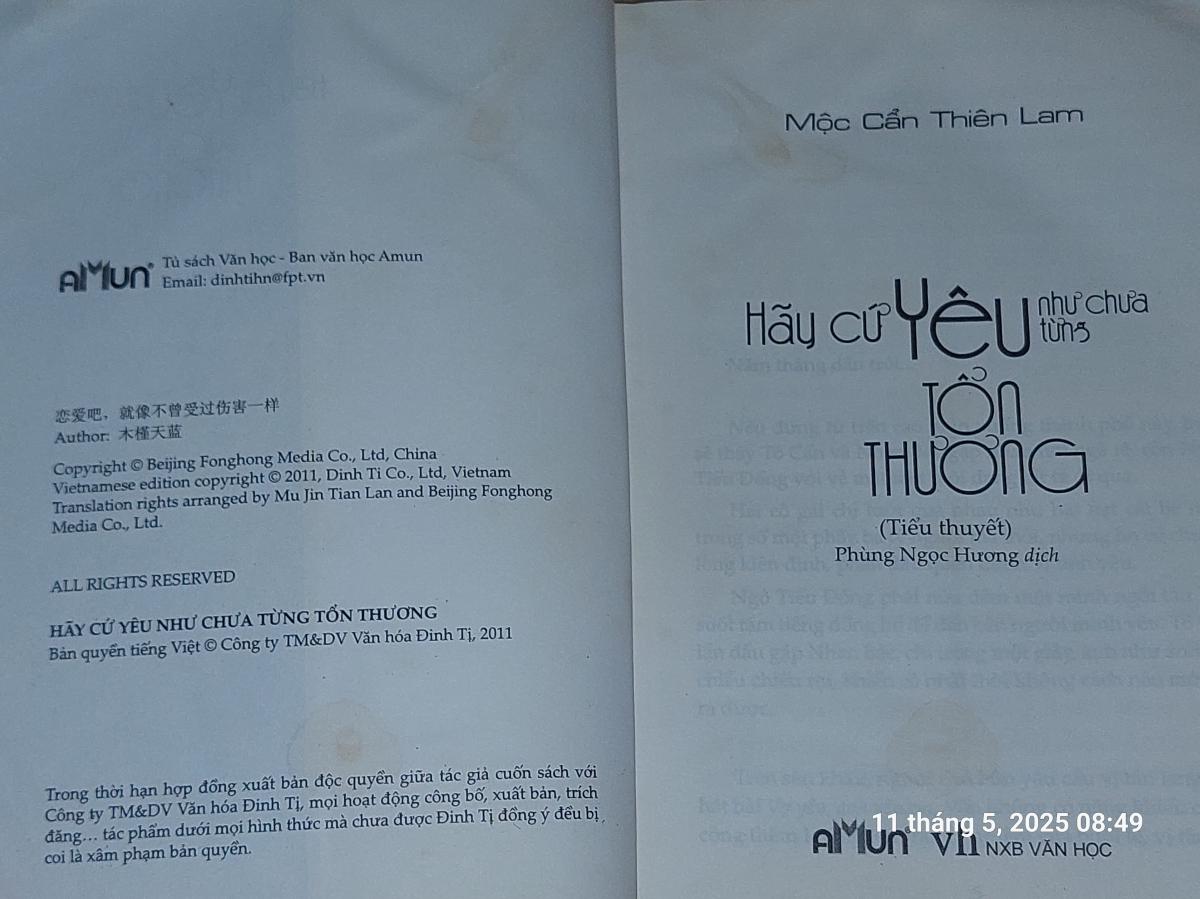 AMUN® Tủ sách Văn học - Ban văn học Amun
Email: dinhtihn@fpt.vn
恋爱吧，就像不曾受过伤害一样
Author: 木槿天蓝
Copyright © Beijing Fonghong Media Co., Ltd, China
Vietnamese edition copyright © 2011, Dinh Ti Co., Ltd, Vietnam
Translation rights arranged by Mu Jin Tian Lan and Beijing Fonghong
Media Co., Ltd.
ALL RIGHTS RESERVED
HÃY CỨ YÊU NHƯ CHƯA TỪNG TỔN THƯƠNG
Bản quyền tiếng Việt © Công ty TM&DV Văn hóa Đinh Tị, 2011
Trong thời hạn hợp đồng xuất bản độc quyền giữa tác giả cuốn sách với
Công ty TM&DV Văn hóa Đinh Tị, mọi hoạt động công bố, xuất bản, trích
đăng... tác phẩm dưới mọi hình thức mà chưa được Đinh Tị đồng ý đều bị
coi là xâm phạm bản quyền.
Mộc Cẩn Thiên Lam
Hãy cứ Yêu như chưa
từng
TỔN
THƯƠNG
(Tiểu thuyết)
Phùng Ngọc Hương dịch
11 tháng 5, 2025 08:49
AMUN® vh NXB VĂN HỌC